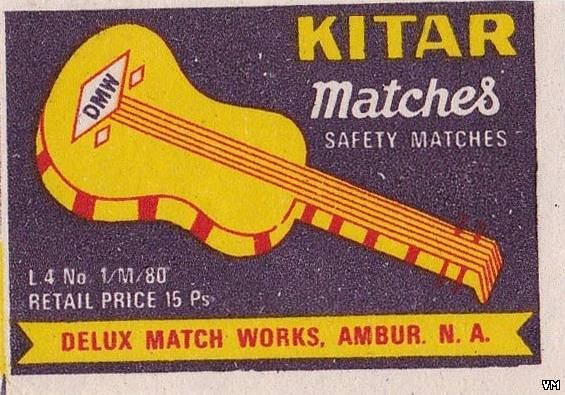 KITAR
Matches
SAFETY MATCHES
DMW
L.4 No 1/M/80
RETAIL PRICE 15 Ps
DELUX MATCH WORKS, AMBUR. N. A.
VM